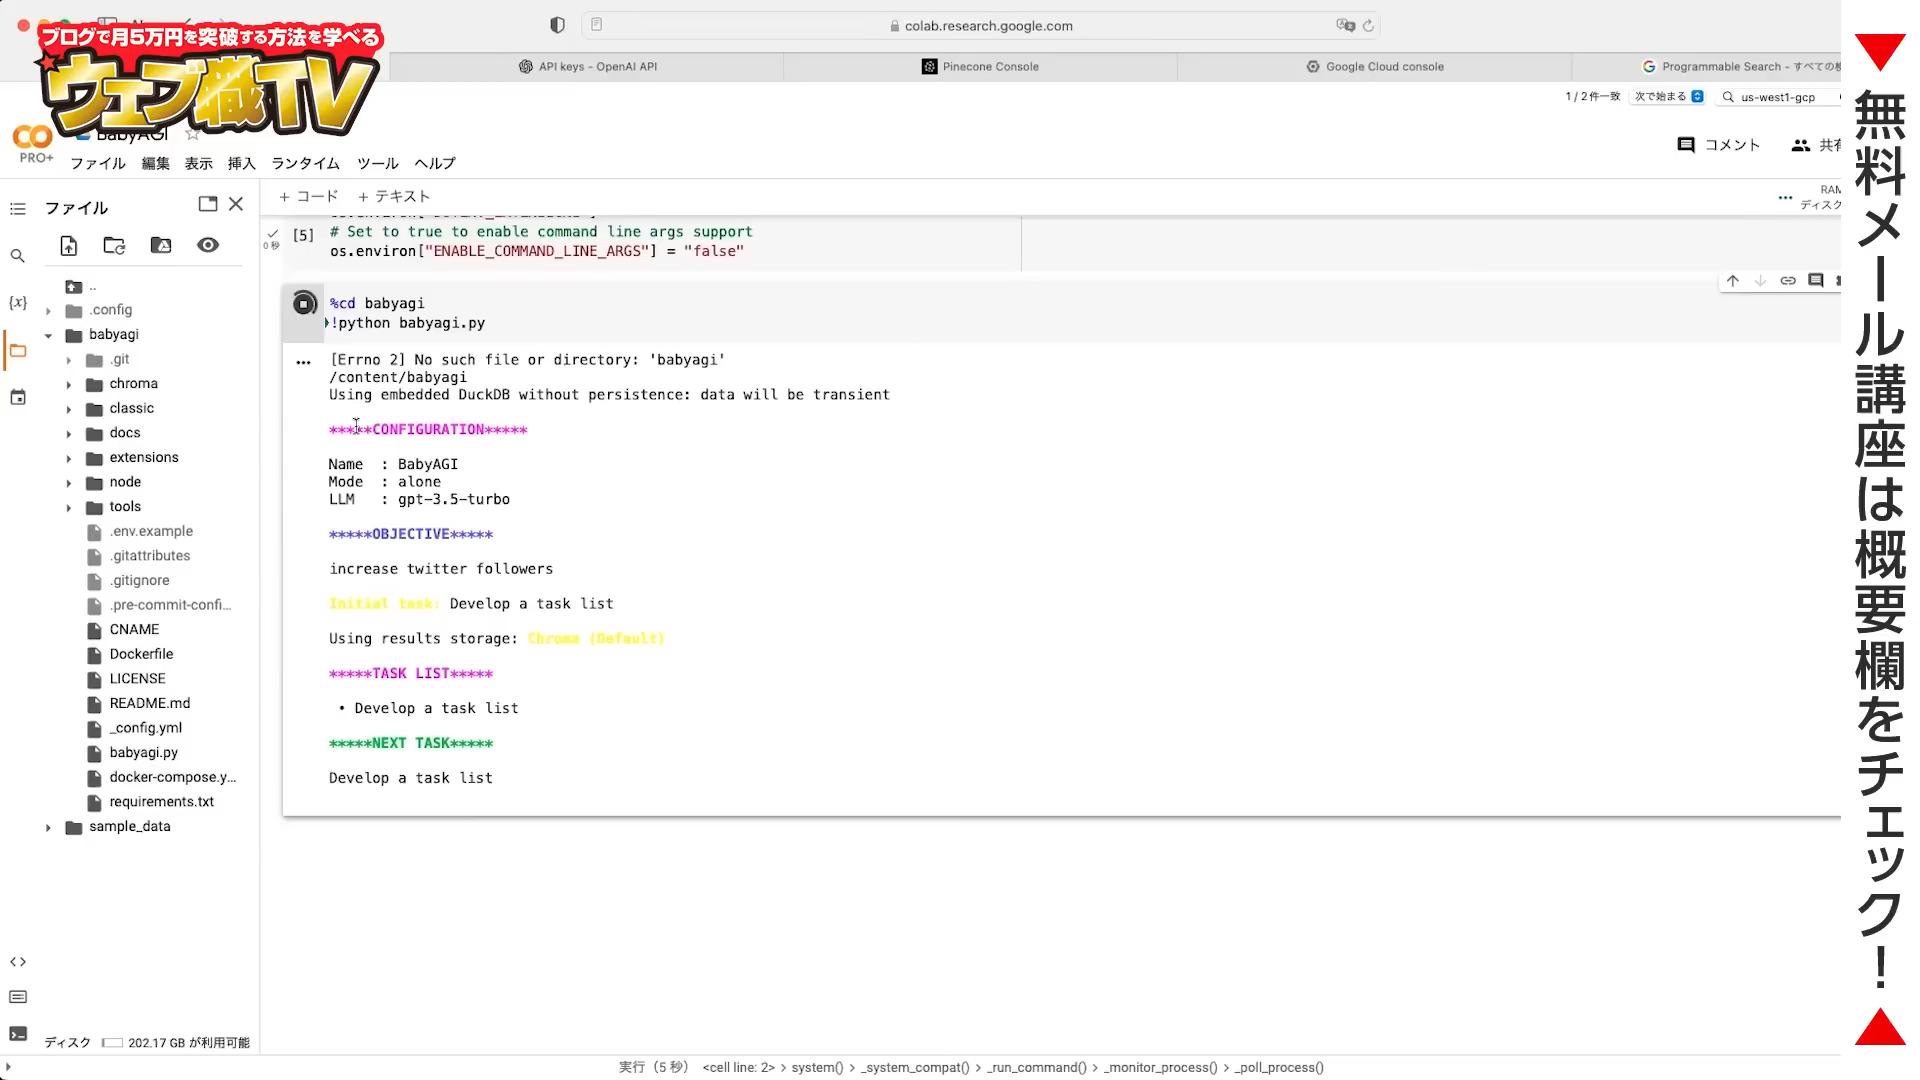 ブログで月5万円を突破する方法を学べる
ウェブ職TV
colab.research.google.com
API keys - OpenAI API
Pinecone Console
Google Cloud console
Programmable Search - すべての
1 / 2 件一致
次で始まる
us-west1-gcp
BabyAGI
PRO+
ファイル 編集 表示 挿入 ランタイム ツール ヘルプ
コメント
共有
+ コード + テキスト
RAM
ディスク
ファイル
..
.config
babyagi
.git
chroma
classic
docs
extensions
node
tools
.env.example
.gitattributes
.gitignore
.pre-commit-confi...
CNAME
Dockerfile
LICENSE
README.md
_config.yml
babyagi.py
docker-compose.y...
requirements.txt
sample_data
ディスク 202.17 GB が利用可能
{x}
0 秒
[5]
# Set to true to enable command line args support
os.environ["ENABLE_COMMAND_LINE_ARGS"] = "false"
%cd babyagi
!python babyagi.py
[Errno 2] No such file or directory: 'babyagi'
/content/babyagi
Using embedded DuckDB without persistence: data will be transient
*****CONFIGURATION*****
Name : BabyAGI
Mode : alone
LLM : gpt-3.5-turbo
*****OBJECTIVE*****
increase twitter followers
Initial task: Develop a task list
Using results storage: Chroma (Default)
*****TASK LIST*****
• Develop a task list
*****NEXT TASK*****
Develop a task list
実行（5 秒） <cell line: 2> > system() > _system_compat() > _run_command() > _monitor_process() > _poll_process()
▼無料メール講座は概要欄をチェック！▲